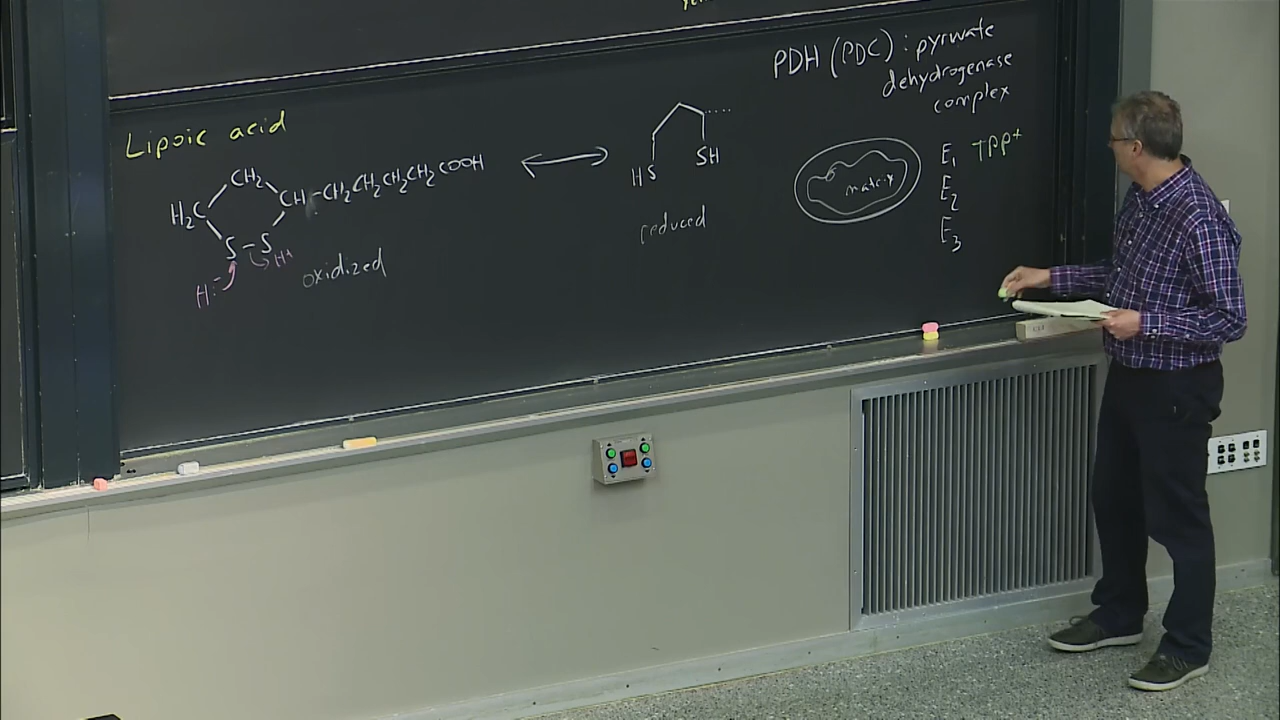 Lipoic acid
CH₂
H₂C
CH-CH₂CH₂CH₂CH₂COOH
S-S
H:⁻
H⁺
oxidized
HS
SH
reduced
PDH (PDC) : pyruvate
dehydrogenase
complex
matrix
E₁ TPP⁺
E₂
E₃